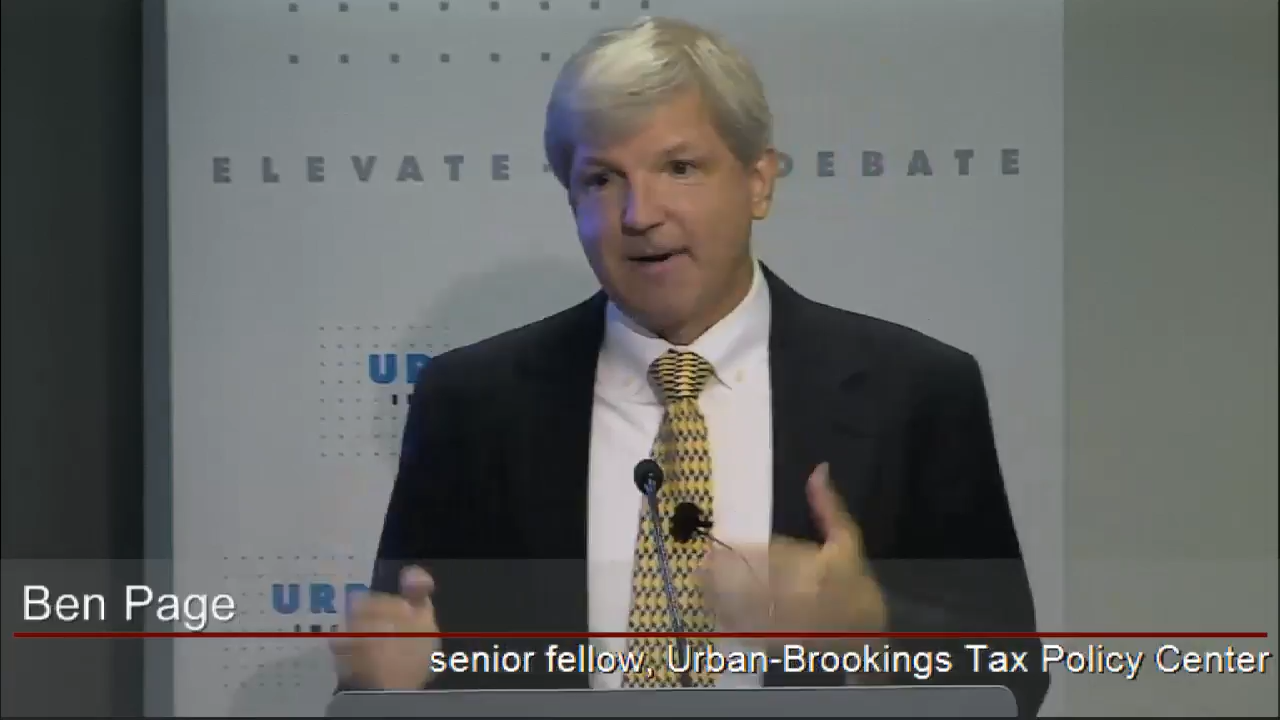 ELEVATE DEBATE
Ben Page
senior fellow, Urban-Brookings Tax Policy Center